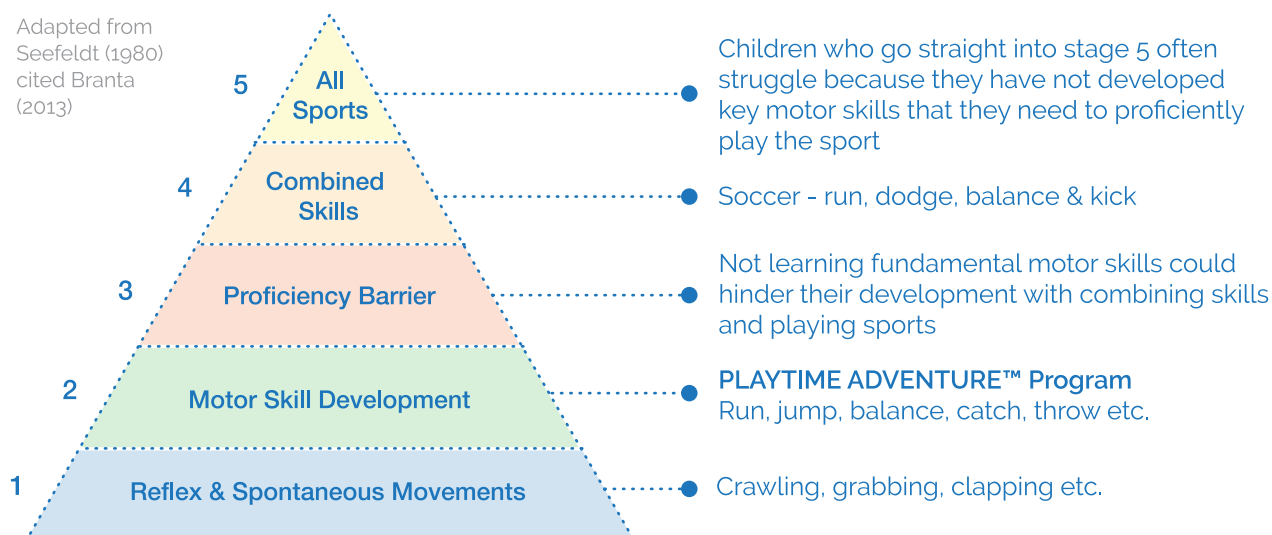 Adapted from
Seefeldt (1980)
cited Branta
(2013)
5
All
Sports
Children who go straight into stage 5 often
struggle because they have not developed
key motor skills that they need to proficiently
play the sport
4
Combined
Skills
Soccer - run, dodge, balance & kick
3
Proficiency Barrier
Not learning fundamental motor skills could
hinder their development with combining skills
and playing sports
2
Motor Skill Development
PLAYTIME ADVENTURE™ Program
Run, jump, balance, catch, throw etc.
1
Reflex & Spontaneous Movements
Crawling, grabbing, clapping etc.